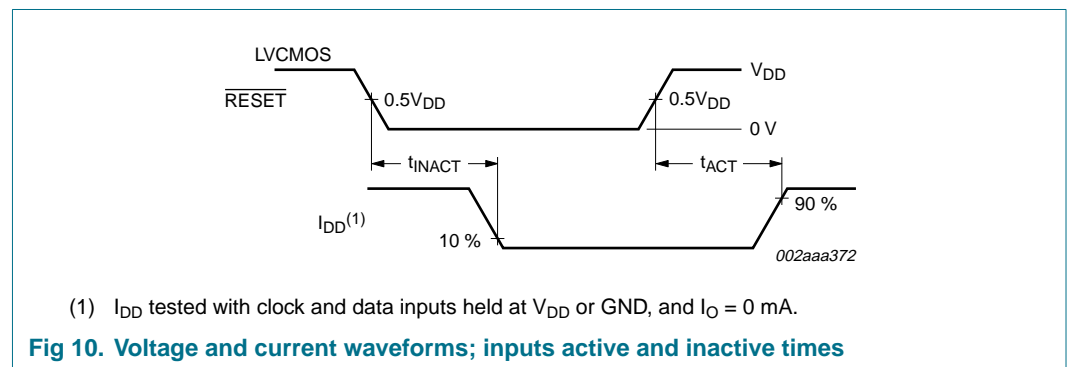 LVCMOS
RESET
0.5VDD
0.5VDD
VDD
0 V
tINACT
tACT
IDD(1)
10 %
90 %
002aaa372
(1) IDD tested with clock and data inputs held at VDD or GND, and IO = 0 mA.
Fig 10. Voltage and current waveforms; inputs active and inactive times